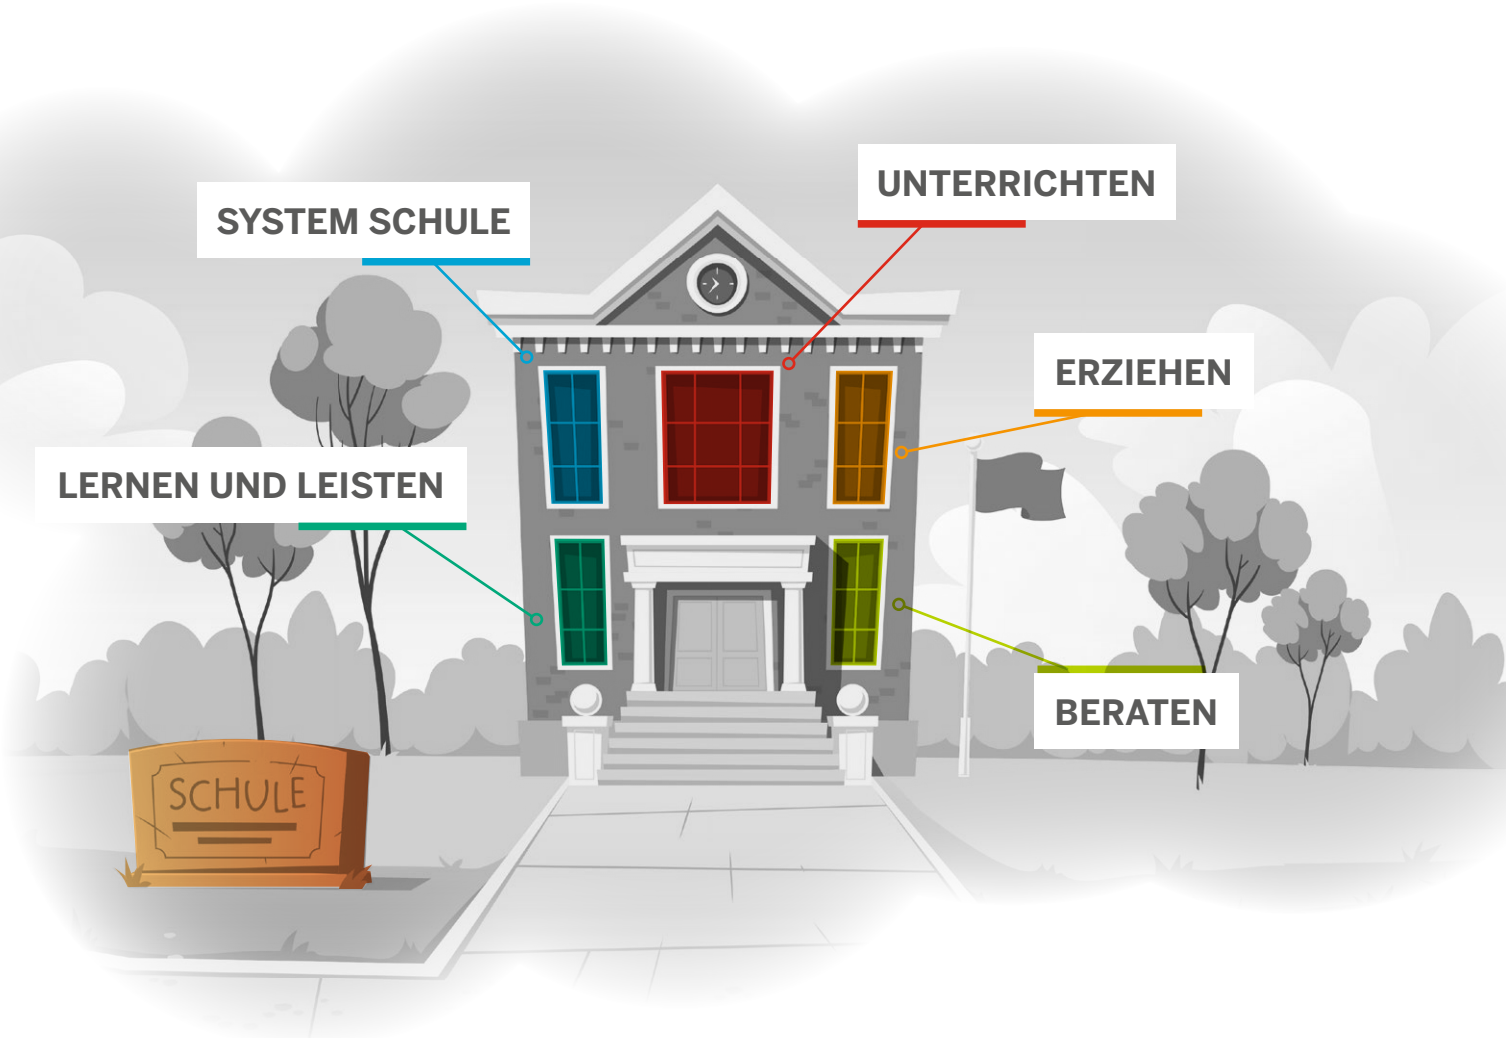 UNTERRICHTEN
SYSTEM SCHULE
ERZIEHEN
LERNEN UND LEISTEN
BERATEN
SCHULE